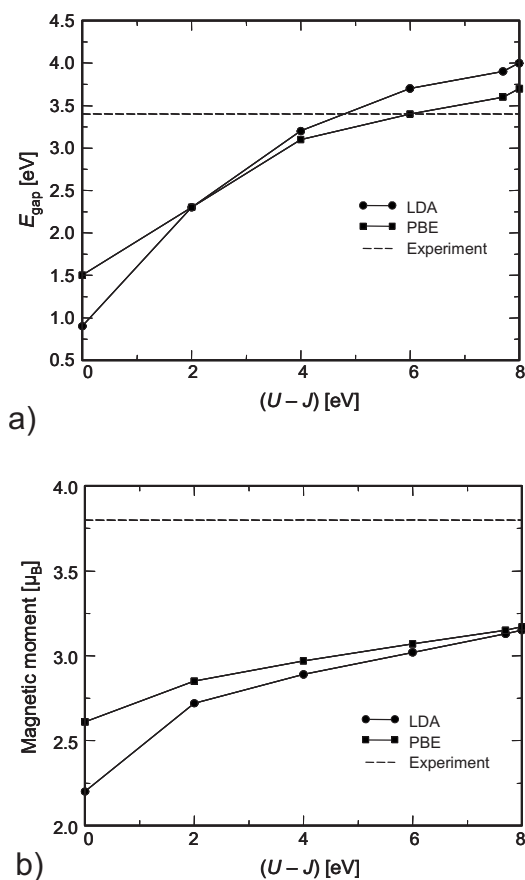 4.5
4.0
3.5
3.0
2.5
2.0
1.5
1.0
0.5
E_gap [eV]
LDA
PBE
Experiment
0 2 4 6 8
(U – J) [eV]
a)
4.0
3.5
3.0
2.5
2.0
Magnetic moment [μ_B]
LDA
PBE
Experiment
0 2 4 6 8
(U – J) [eV]
b)